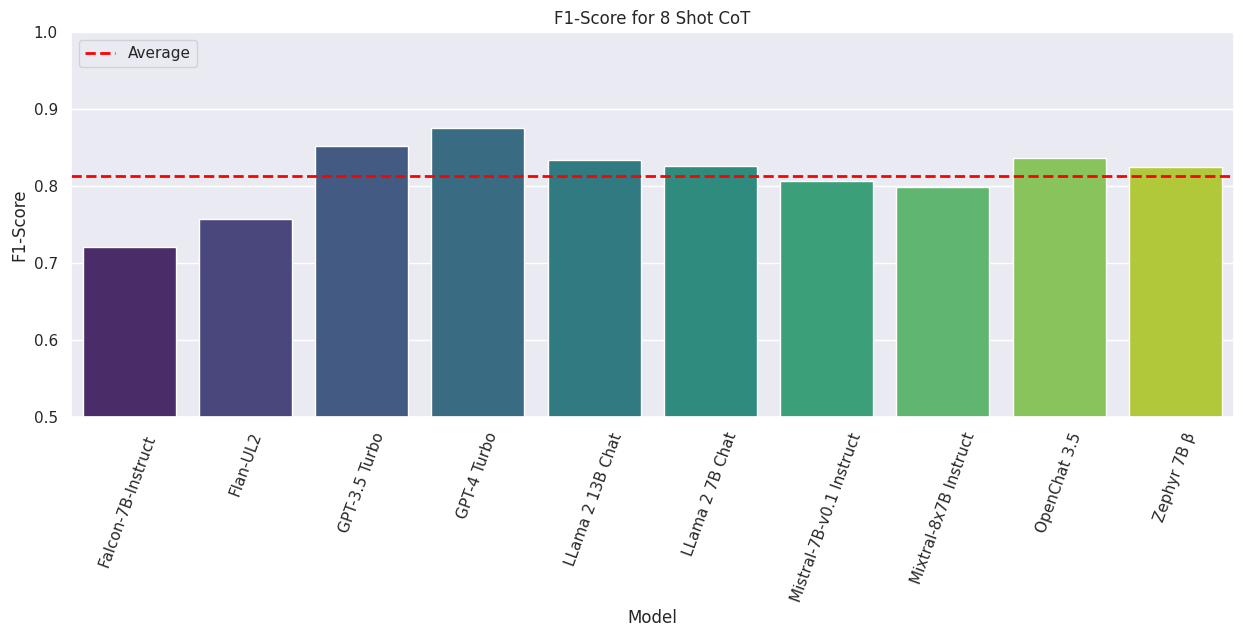 F1-Score for 8 Shot CoT
Average
F1-Score
1.0
0.9
0.8
0.7
0.6
0.5
Falcon-7B-Instruct
Flan-UL2
GPT-3.5 Turbo
GPT-4 Turbo
LLama 2 13B Chat
LLama 2 7B Chat
Mistral-7B-v0.1 Instruct
Mixtral-8x7B Instruct
OpenChat 3.5
Zephyr 7B β
Model